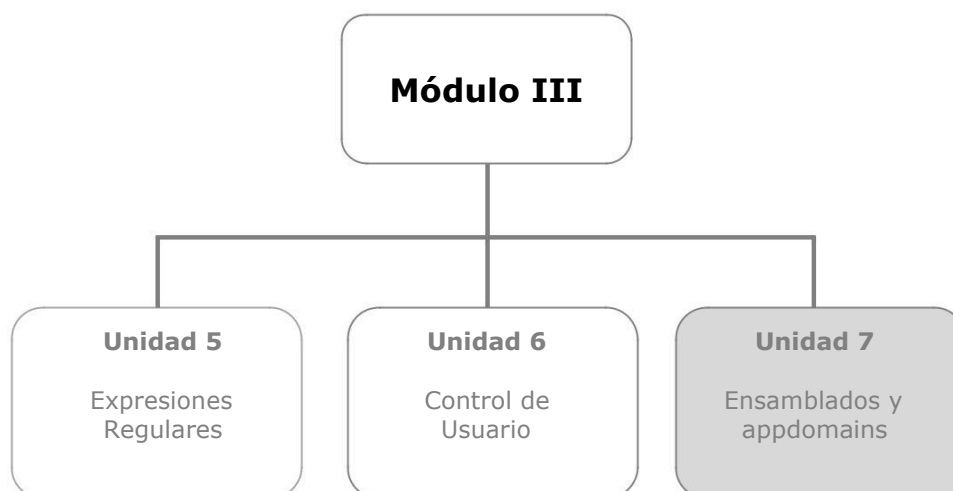 Módulo III
Unidad 5
Expresiones
Regulares
Unidad 6
Control de
Usuario
Unidad 7
Ensamblados y
appdomains